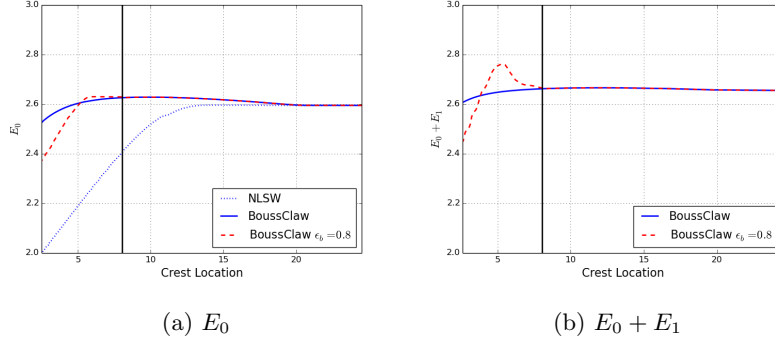 3.0
2.8
2.6
2.4
2.2
2.0
E₀
5
10
15
20
Crest Location
NLSW
BoussClaw
BoussClaw ϵ_b =0.8
(a) E₀
3.0
2.8
2.6
2.4
2.2
2.0
E₀ + E₁
5
10
15
20
Crest Location
BoussClaw
BoussClaw ϵ_b =0.8
(b) E₀ + E₁